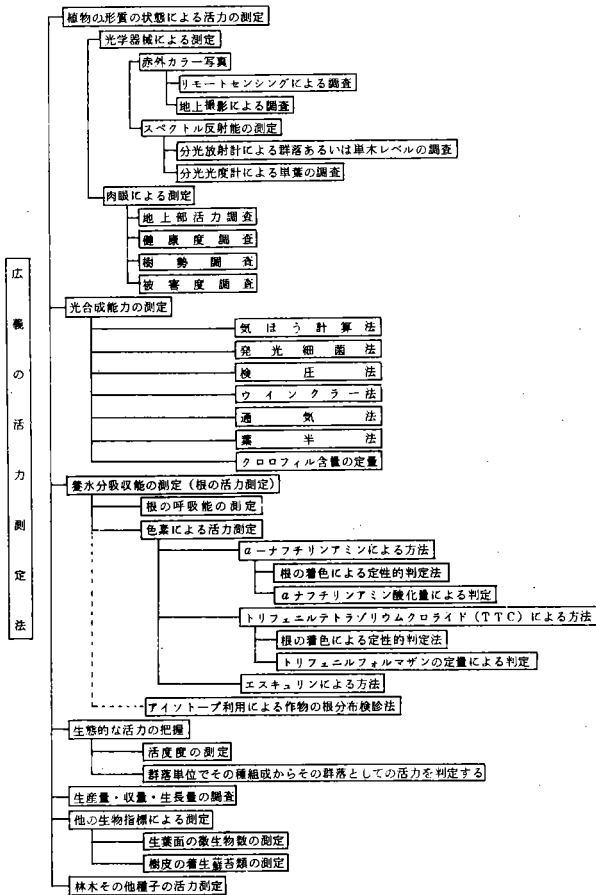 植物の形質の状態による活力の測定
光学器械による測定
赤外カラー写真
リモートセンシングによる調査
地上撮影による調査
スペクトル反射能の測定
分光放射計による群落あるいは単木レベルの調査
分光光度計による単葉の調査
肉眼による測定
地上部活力調査
健康度調査
樹勢調査
被害度調査
広義の活力測定法
光合成能力の測定
気ほう計算法
発光細菌法
検圧法
ウインクラー法
通気法
葉半法
クロロフィル含量の定量
養水分吸収能の測定（根の活力測定）
根の呼吸能の測定
色素による活力測定
α－ナフチリンアミンによる方法
根の着色による定性的判定法
αナフチリンアミン酸化量による判定
トリフェニルテトラゾリウムクロライド（TTC）による方法
根の着色による定性的判定法
トリフェニルフォルマザンの定量による判定
エスキュリンによる方法
アイソトープ利用による作物の根分布検診法
生態的な活力の把握
活度度の測定
群落単位でその種組成からその群落としての活力を判定する
生産量・収量・生長量の調査
他の生物指標による測定
生葉面の微生物数の測定
樹皮の着生蘚苔類の測定
林木その他種子の活力測定